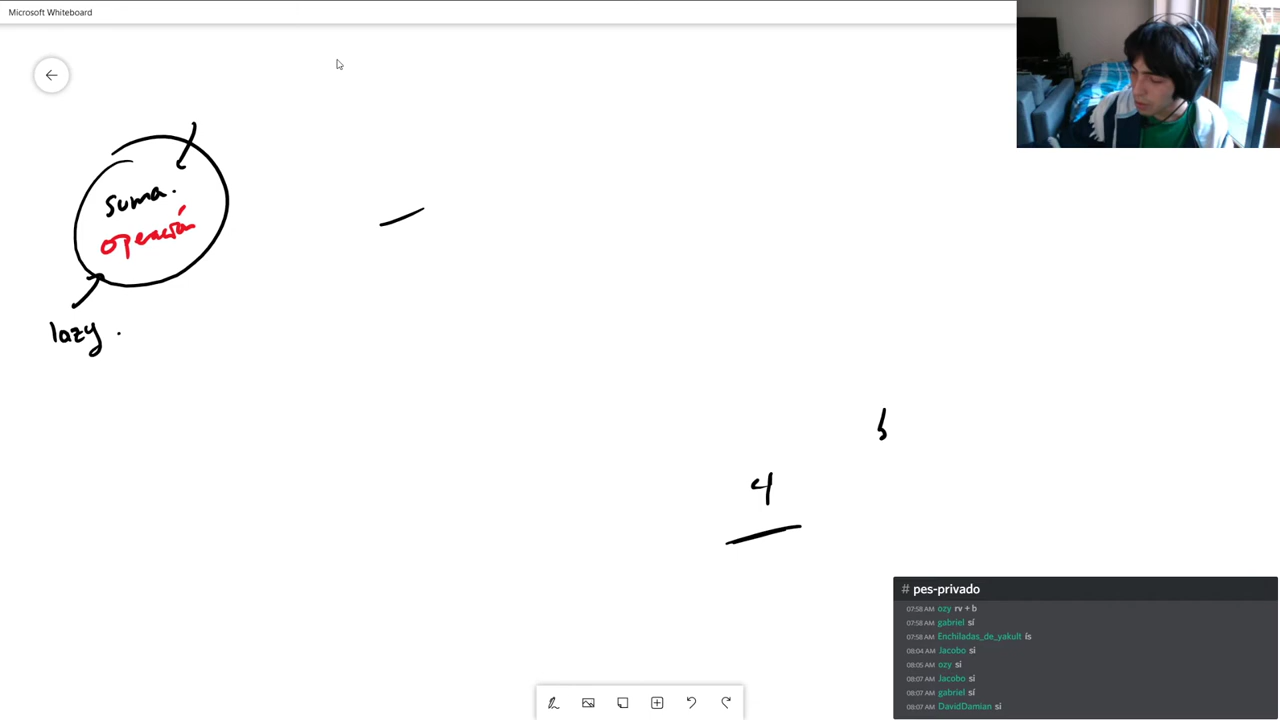 Microsoft Whiteboard
suma.
operación
lazy.
b
4
# pes-privado
07:58 AM ozy rv + b
07:58 AM gabriel sí
07:58 AM Enchiladas_de_yakult ís
08:04 AM Jacobo si
08:05 AM ozy si
08:07 AM Jacobo si
08:07 AM gabriel sí
08:07 AM DavidDamian si